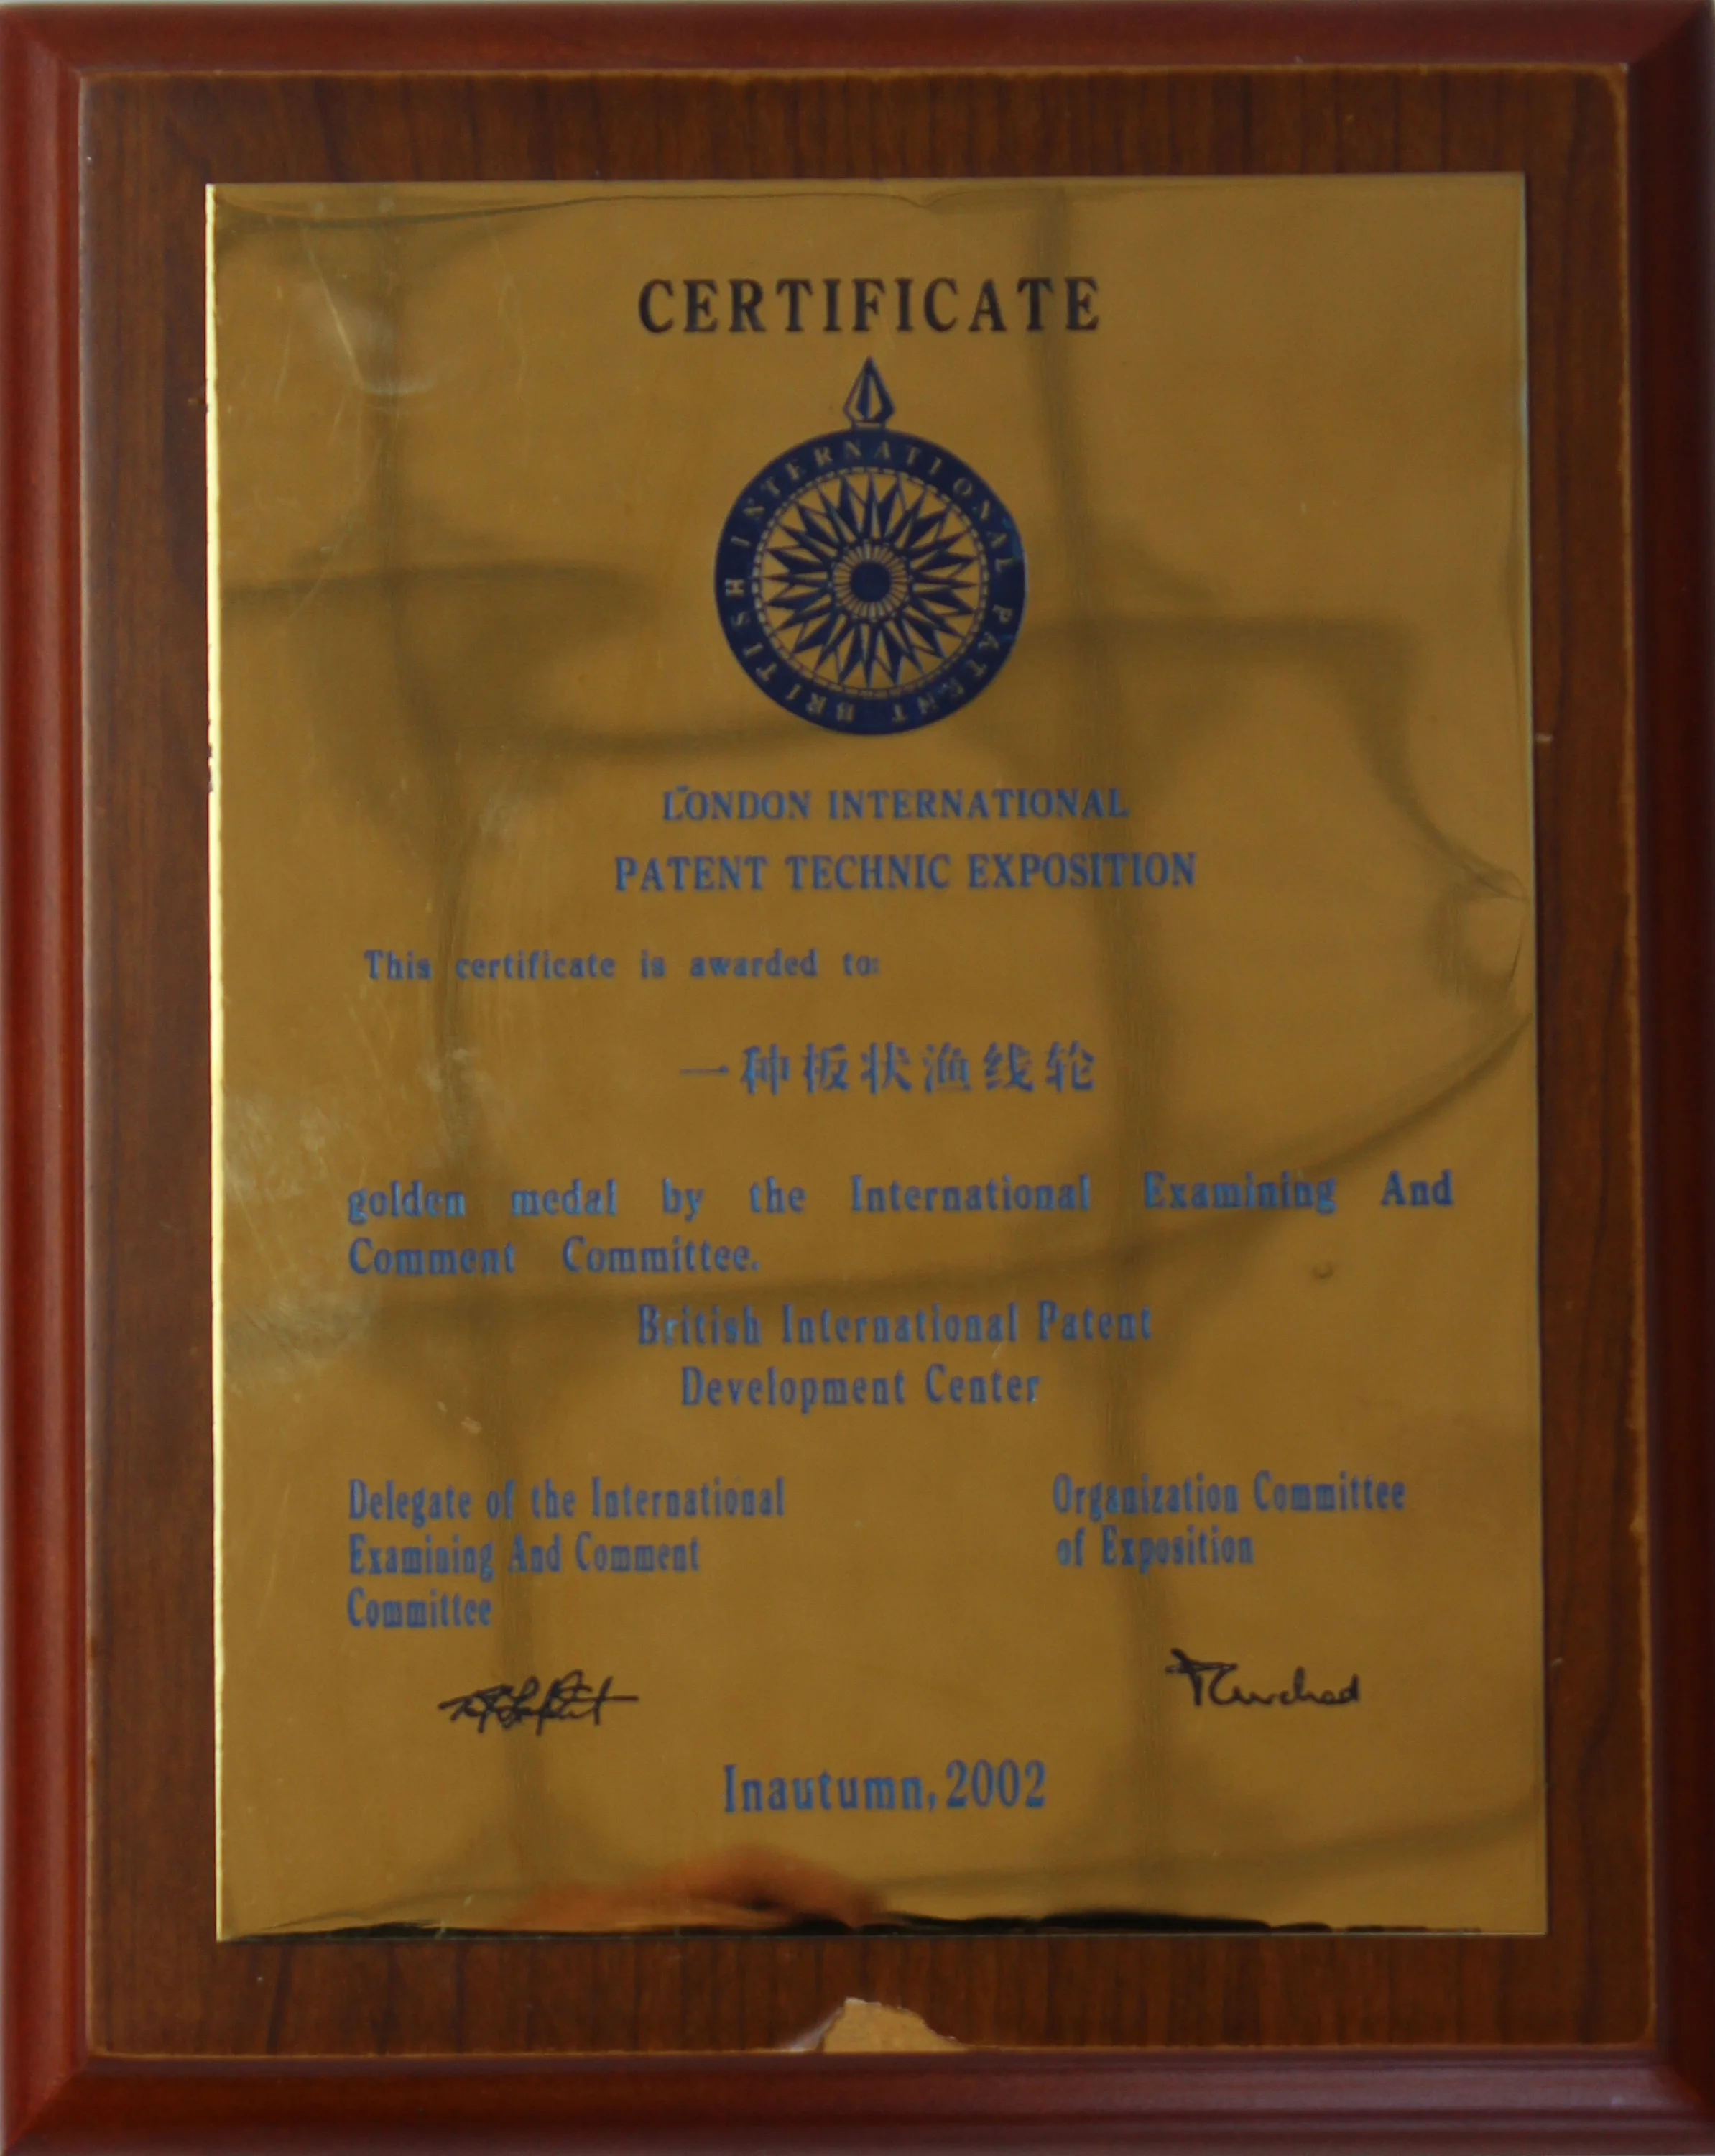 CERTIFICATE
BRITISH INTERNATIONAL PATENT
LONDON INTERNATIONAL
PATENT TECHNIC EXPOSITION
This certificate is awarded to:
一种板状渔线轮
golden medal by the International Examining And
Comment Committee.
British International Patent
Development Center
Delegate of the International
Examining And Comment
Committee
Organization Committee
of Exposition
Inautumn,2002